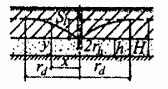 S
y 2r h H
x
r_d r_d